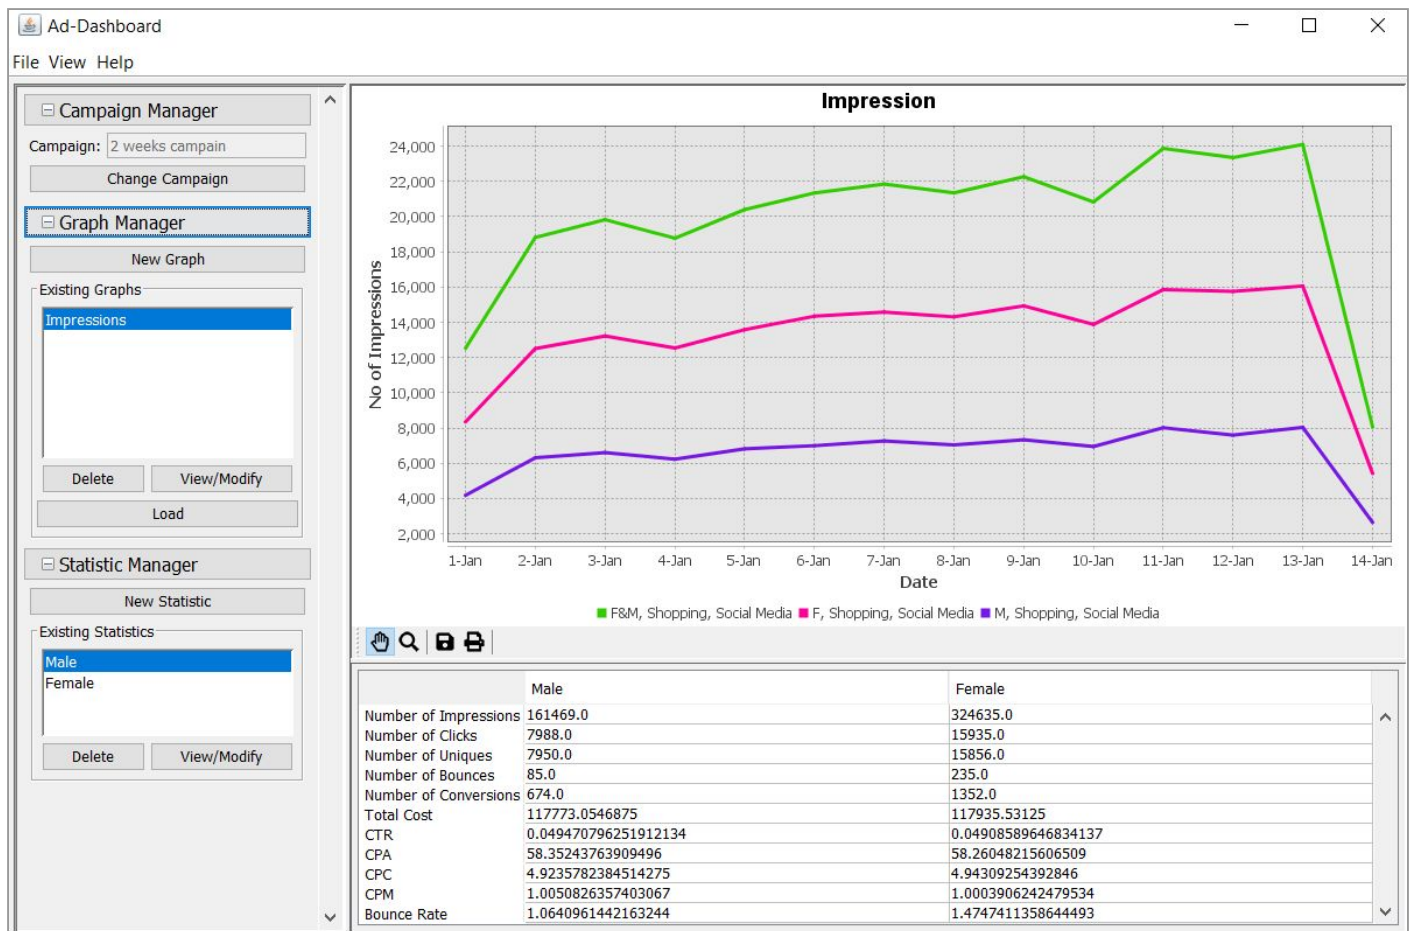 Ad-Dashboard
File View Help
Campaign Manager
Campaign: 2 weeks campain
Change Campaign
Graph Manager
New Graph
Existing Graphs
Impressions
Delete View/Modify
Load
Statistic Manager
New Statistic
Existing Statistics
Male
Female
Delete View/Modify
Impression
No of Impressions
24,000
22,000
20,000
18,000
16,000
14,000
12,000
10,000
8,000
6,000
4,000
2,000
1-Jan 2-Jan 3-Jan 4-Jan 5-Jan 6-Jan 7-Jan 8-Jan 9-Jan 10-Jan 11-Jan 12-Jan 13-Jan 14-Jan
Date
F&M, Shopping, Social Media F, Shopping, Social Media M, Shopping, Social Media
Male Female
Number of Impressions 161469.0 324635.0
Number of Clicks 7988.0 15935.0
Number of Uniques 7950.0 15856.0
Number of Bounces 85.0 235.0
Number of Conversions 674.0 1352.0
Total Cost 117773.0546875 117935.53125
CTR 0.049470796251912134 0.04908589646834137
CPA 58.35243763909496 58.26048215606509
CPC 4.9235782384514275 4.94309254392846
CPM 1.0050826357403067 1.0003906242479534
Bounce Rate 1.0640961442163244 1.4747411358644493